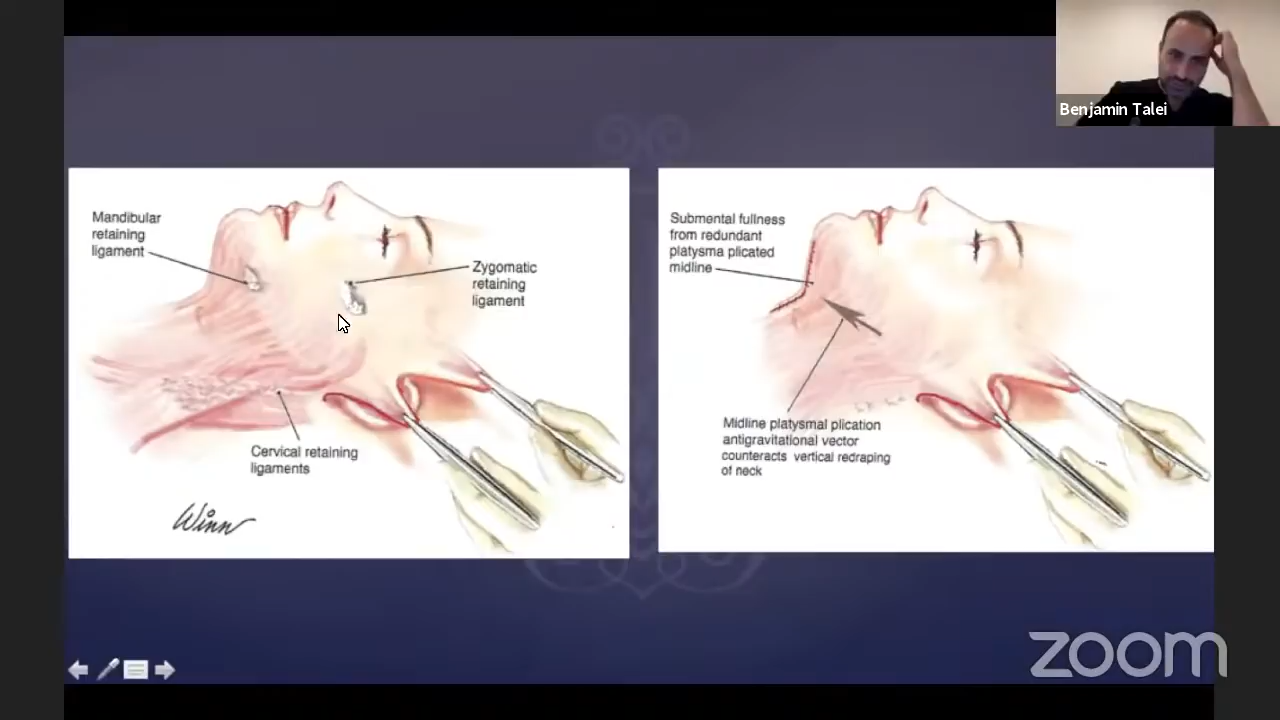 Benjamin Talei
Mandibular
retaining
ligament
Zygomatic
retaining
ligament
Cervical retaining
ligaments
Winn
Submental fullness
from redundant
platysma plicated
midline
Midline platysmal plication
antigravitational vector
counteracts vertical redraping
of neck
zoom